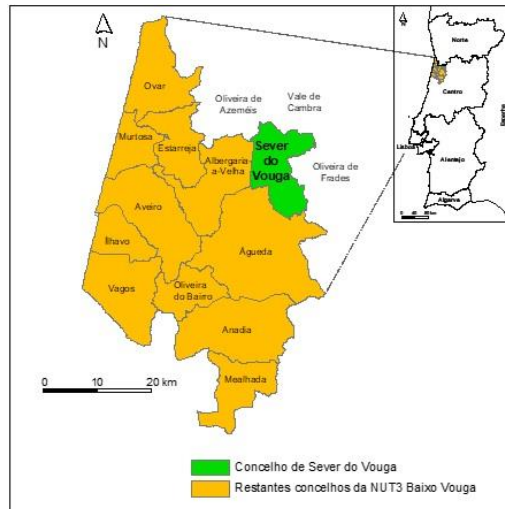 N
Ovar
Murtosa
Estarreja
Oliveira de
Azeméis
Vale de
Cambra
Albergaria-
a-Velha
Sever
do
Vouga
Oliveira de
Frades
Aveiro
Ílhavo
Águeda
Vagos
Oliveira
do Bairro
Anadia
Mealhada
0 10 20 km
N
Norte
Centro
Lisboa
Alentejo
Algarve
Concelho de Sever do Vouga
Restantes concelhos da NUT3 Baixo Vouga